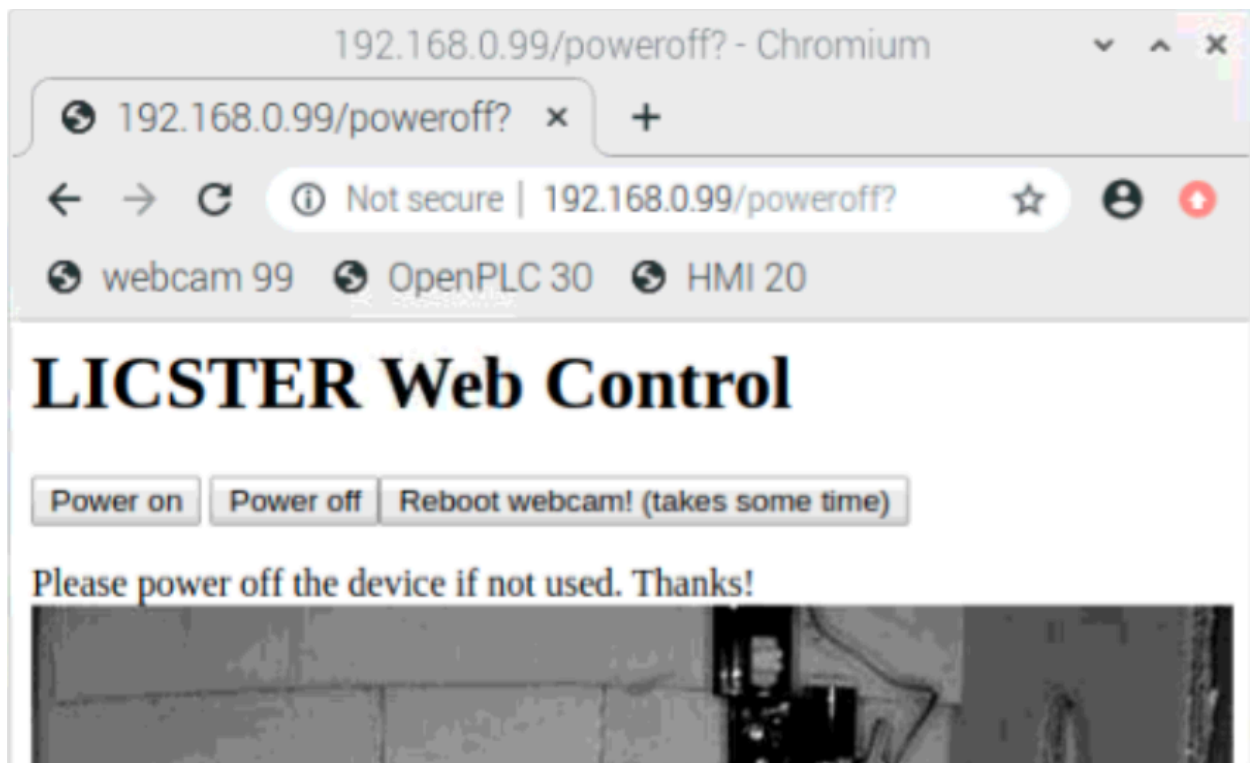 192.168.0.99/poweroff? - Chromium
192.168.0.99/poweroff?
Not secure | 192.168.0.99/poweroff?
webcam 99 OpenPLC 30 HMI 20
LICSTER Web Control
Power on Power off Reboot webcam! (takes some time)
Please power off the device if not used. Thanks!